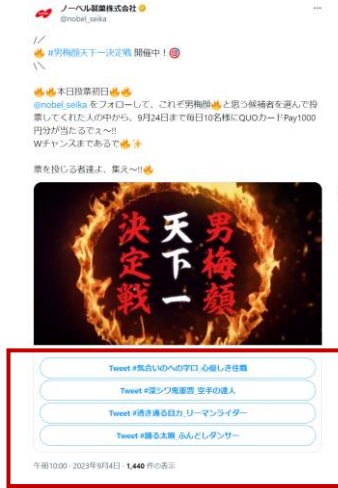 ノーベル製菓株式会社
@nobel_seika
//
#男梅顔天下一決定戦 開催中！
\\
本日投票初日
@nobel_seika をフォローして、これぞ男梅顔と思う候補者を選んで投
票してくれた人の中から、9月24日まで毎日10名様にQUOカードPay1000
円分が当たるでぇ〜!!
Wチャンスまであるで
票を投じる者達よ、集え〜!!
男梅顔
天下一
決定戦
Tweet #気合いのへの字口_心優しき住職
Tweet #深シワ鬼軍曹_空手の達人
Tweet #透き通る目力_リーマンライダー
Tweet #踊る太眉_ふんどしダンサー
午前10:00 · 2023年9月4日 · 1,440 件の表示